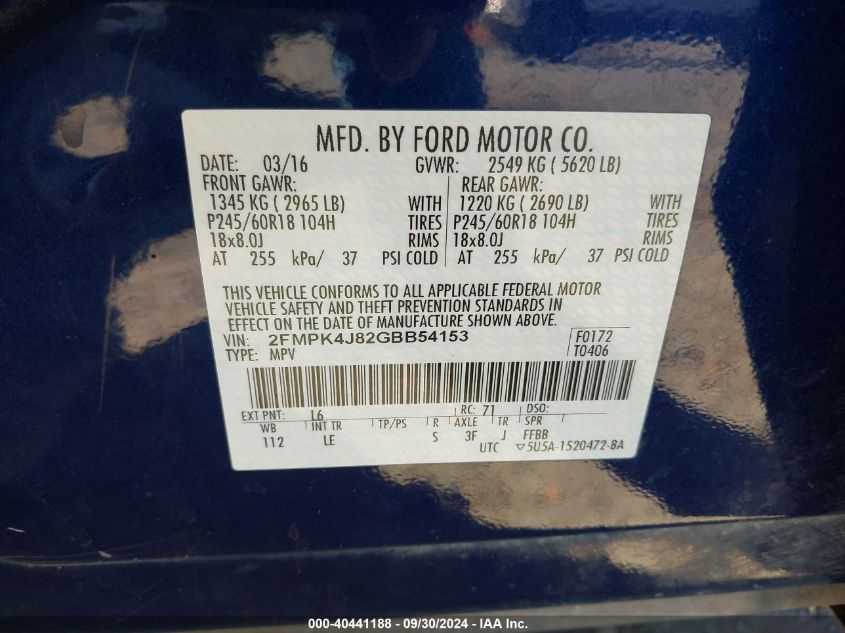 MFD. BY FORD MOTOR CO.
DATE: 03/16 GVWR: 2549 KG ( 5620 LB)
FRONT GAWR: REAR GAWR:
1345 KG ( 2965 LB) WITH 1220 KG ( 2690 LB) WITH
P245/60R18 104H TIRES P245/60R18 104H TIRES
18x8.0J RIMS 18x8.0J RIMS
AT 255 kPa/ 37 PSI COLD AT 255 kPa/ 37 PSI COLD
THIS VEHICLE CONFORMS TO ALL APPLICABLE FEDERAL MOTOR
VEHICLE SAFETY AND THEFT PREVENTION STANDARDS IN
EFFECT ON THE DATE OF MANUFACTURE SHOWN ABOVE.
VIN: 2FMPK4J82GBB54153 F0172
TYPE: MPV T0406
EXT PNT: L6 RC: 71 DSO:
WB INT TR TP/PS R AXLE TR SPR
112 LE S 3F J FFBB
UTC ▽5U5A-1520472-BA
000-40441188 - 09/30/2024 - IAA Inc.